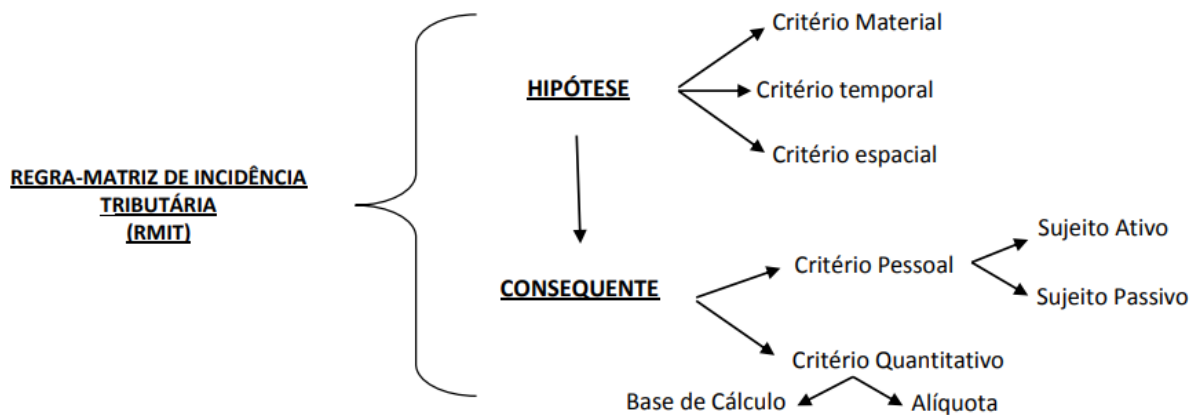 REGRA-MATRIZ DE INCIDÊNCIA
TRIBUTÁRIA
(RMIT)
HIPÓTESE
Critério Material
Critério temporal
Critério espacial
CONSEQUENTE
Critério Pessoal
Sujeito Ativo
Sujeito Passivo
Critério Quantitativo
Base de Cálculo
Alíquota